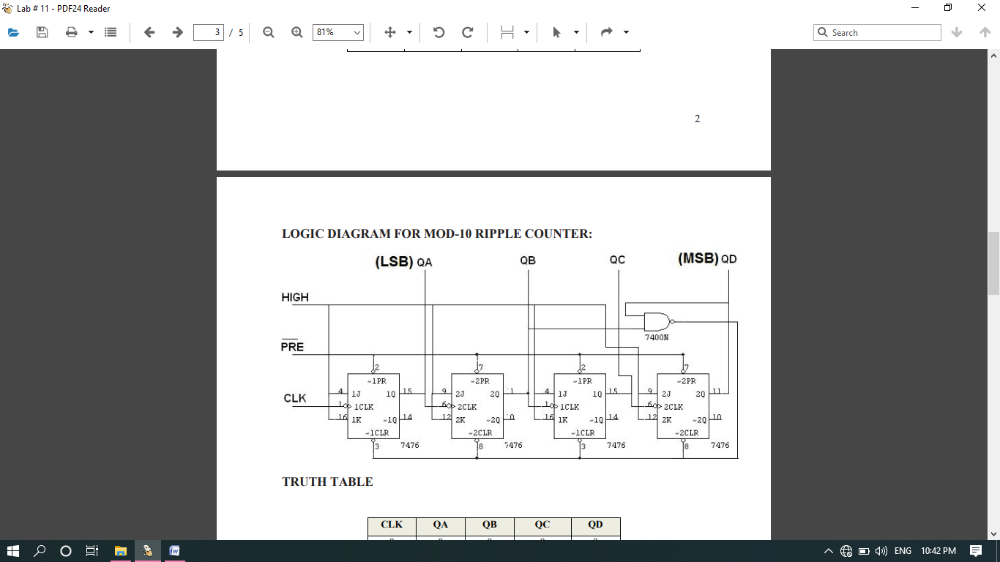 Lab # 11 - PDF24 Reader
3 / 5
81%
Search
2
LOGIC DIAGRAM FOR MOD-10 RIPPLE COUNTER:
(LSB) QA QB QC (MSB) QD
HIGH
7400N
PRE
2 7 2 7
~1PR ~2PR ~1PR ~2PR
CLK
4 1J 1Q 15 9 2J 2Q 11 4 1J 1Q 15 9 2J 2Q 11
1 1CLK 6 2CLK 1 1CLK 6 2CLK
16 1K ~1Q 14 12 2K ~2Q 10 16 1K ~1Q 14 12 2K ~2Q 10
~1CLR ~2CLR ~1CLR ~2CLR
3 7476 8 7476 3 7476 8 7476
TRUTH TABLE
CLK QA QB QC QD
ENG 10:42 PM